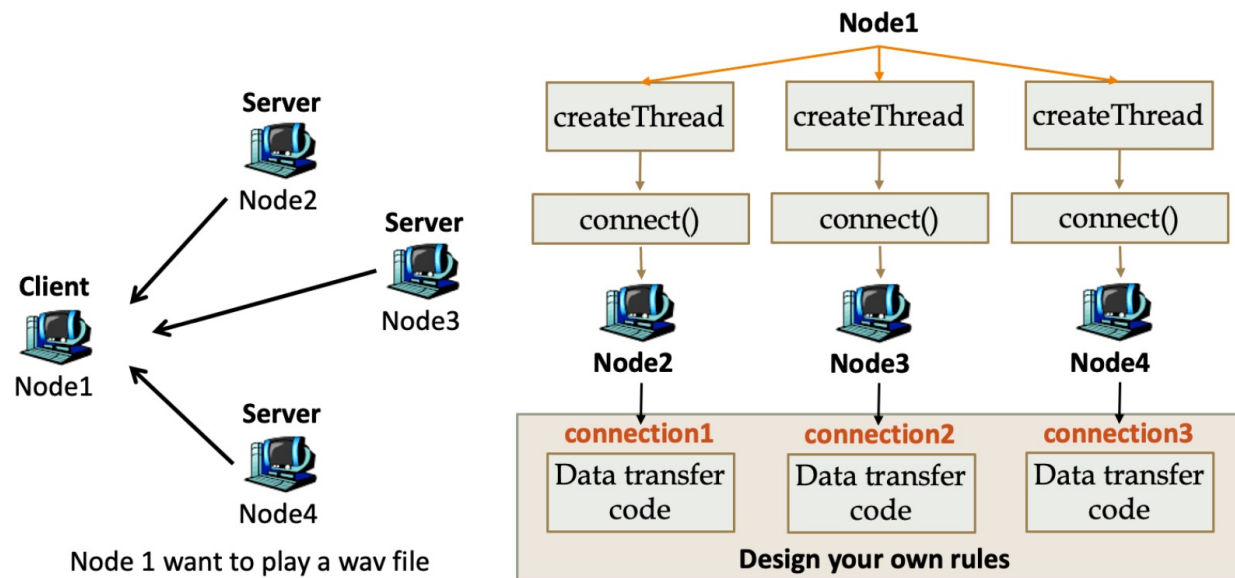 Server
Node2
Server
Node3
Client
Node1
Server
Node4
Node 1 want to play a wav file
Node1
createThread
createThread
createThread
connect()
connect()
connect()
Node2
Node3
Node4
connection1
connection2
connection3
Data transfer
code
Data transfer
code
Data transfer
code
Design your own rules